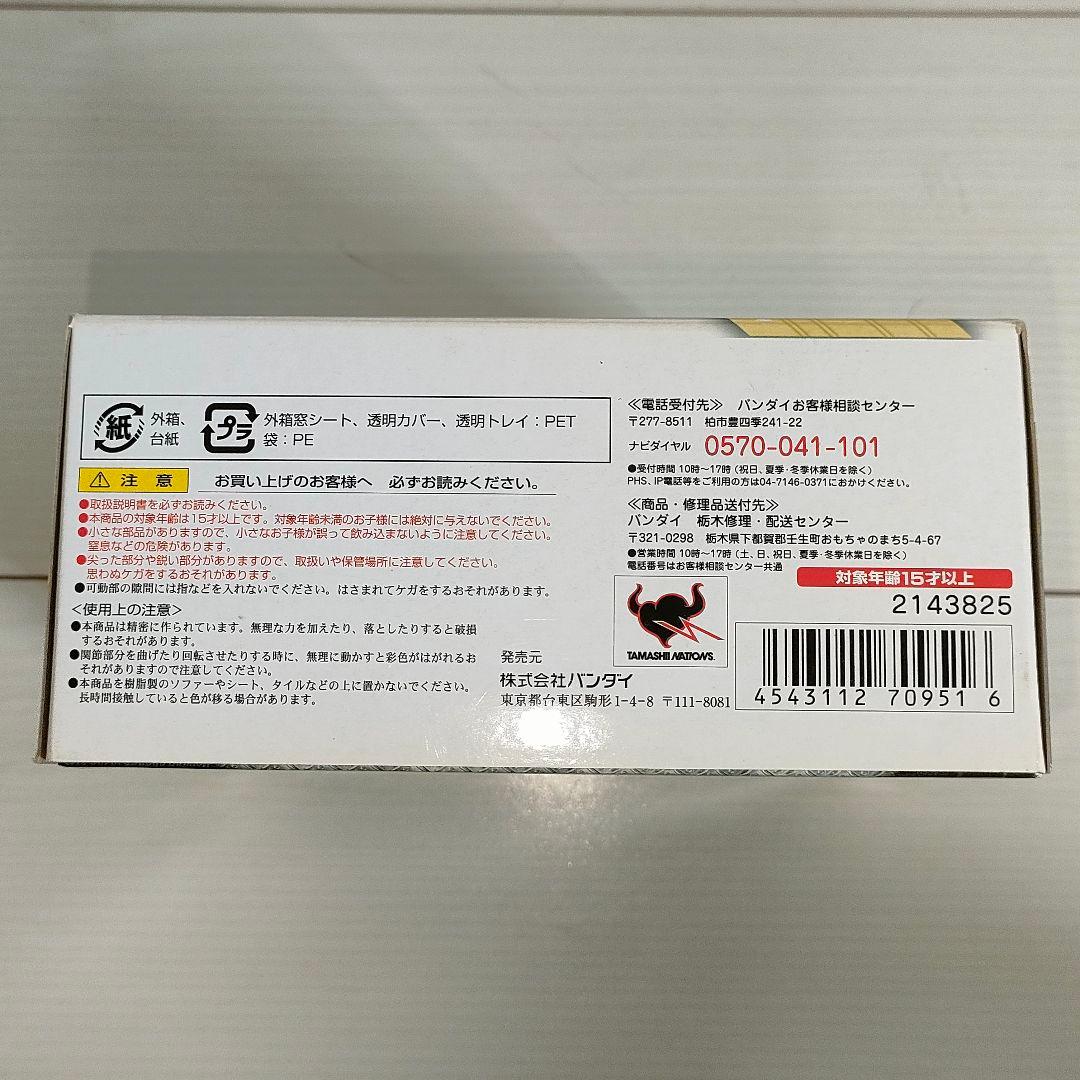 紙
外箱、
台紙
プラ
外箱窓シート、透明カバー、透明トレイ：PET
袋：PE
注 意
お買い上げのお客様へ 必ずお読みください。
●取扱説明書を必ずお読みください。
●本商品の対象年齢は15才以上です。対象年齢未満のお子様には絶対に与えないでください。
●小さな部品がありますので、小さなお子様が誤って飲み込まないように注意してください。
窒息などの危険があります。
●尖った部分や鋭い部分がありますので、取扱いや保管場所に注意してください。
思わぬケガをするおそれがあります。
●可動部の隙間には指などを入れないでください。はさまれてケガをするおそれがあります。
＜使用上の注意＞
●本商品は精密に作られています。無理な力を加えたり、落としたりすると破損
するおそれがあります。
●関節部分を曲げたり回転させたりする時に、無理に動かすと彩色がはがれるお
それがありますので注意してください。
●本商品を樹脂製のソファーやシート、タイルなどの上に置かないでください。
長時間接触していると色が移る場合があります。
発売元
株式会社バンダイ
東京都台東区駒形1-4-8 〒111-8081
≪電話受付先≫ バンダイお客様相談センター
〒277-8511 柏市豊四季241-22
ナビダイヤル 0570-041-101
●受付時間 10時〜17時（祝日、夏季・冬季休業日を除く）
PHS、IP電話等をご利用の方は04-7146-0371におかけください。
≪商品・修理品送付先≫
バンダイ 栃木修理・配送センター
〒321-0298 栃木県下都賀郡壬生町おもちゃのまち5-4-67
●営業時間 10時〜17時（土、日、祝日、夏季・冬季休業日を除く）
電話番号はお客様相談センター共通
対象年齢15才以上
2143825
TAMASHII NATIONS
4543112 709516